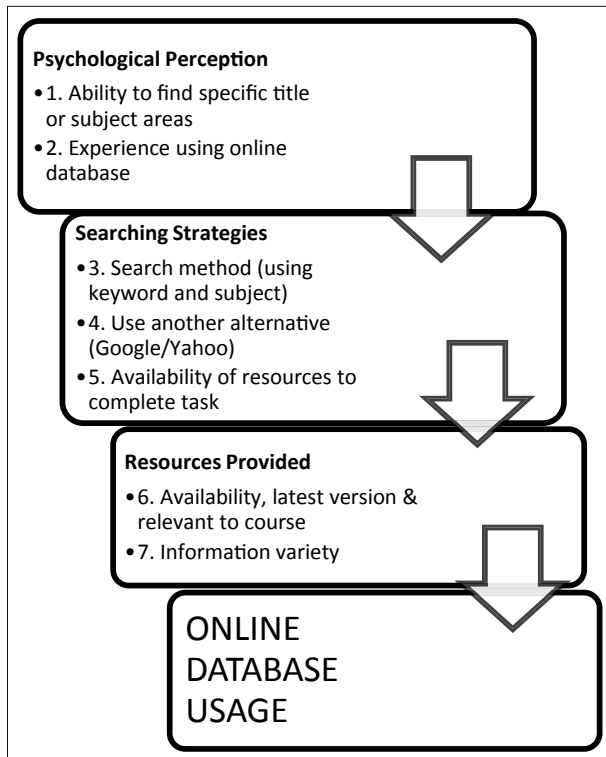 Psychological Perception
•1. Ability to find specific title
or subject areas
•2. Experience using online
database
Searching Strategies
•3. Search method (using
keyword and subject)
•4. Use another alternative
(Google/Yahoo)
•5. Availability of resources to
complete task
Resources Provided
•6. Availability, latest version &
relevant to course
•7. Information variety
ONLINE
DATABASE
USAGE